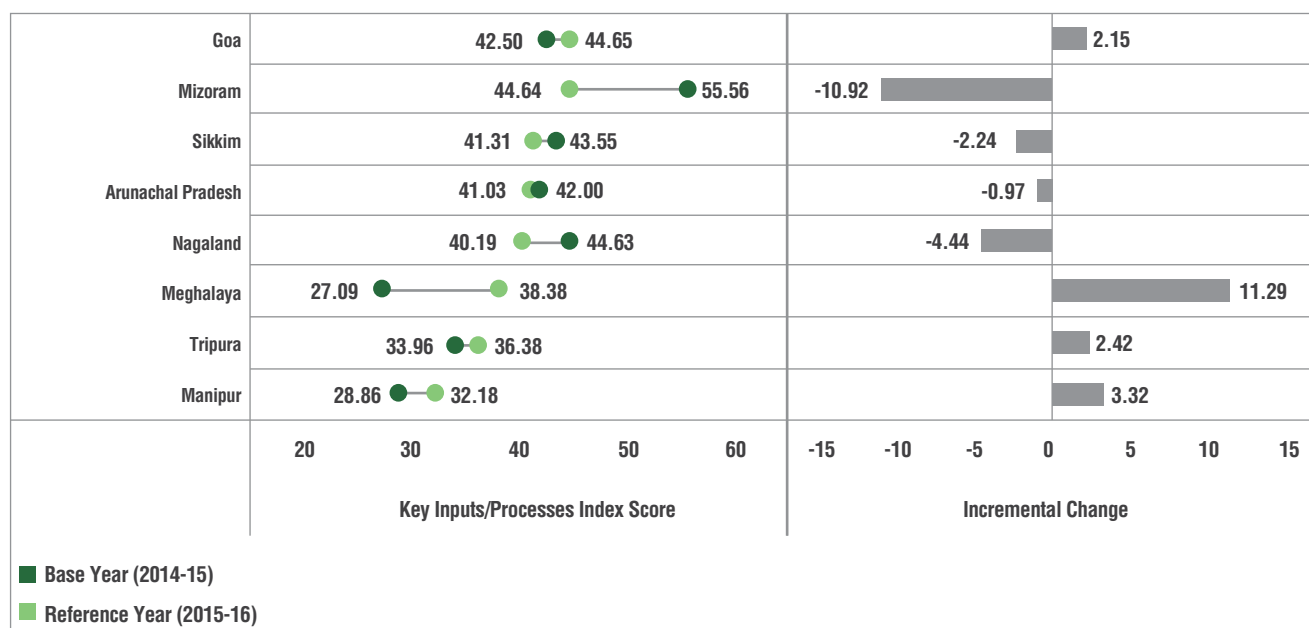 Goa 42.50 44.65 2.15
Mizoram 44.64 55.56 -10.92
Sikkim 41.31 43.55 -2.24
Arunachal Pradesh 41.03 42.00 -0.97
Nagaland 40.19 44.63 -4.44
Meghalaya 27.09 38.38 11.29
Tripura 33.96 36.38 2.42
Manipur 28.86 32.18 3.32
20 30 40 50 60 -15 -10 -5 0 5 10 15
Key Inputs/Processes Index Score Incremental Change
Base Year (2014-15)
Reference Year (2015-16)